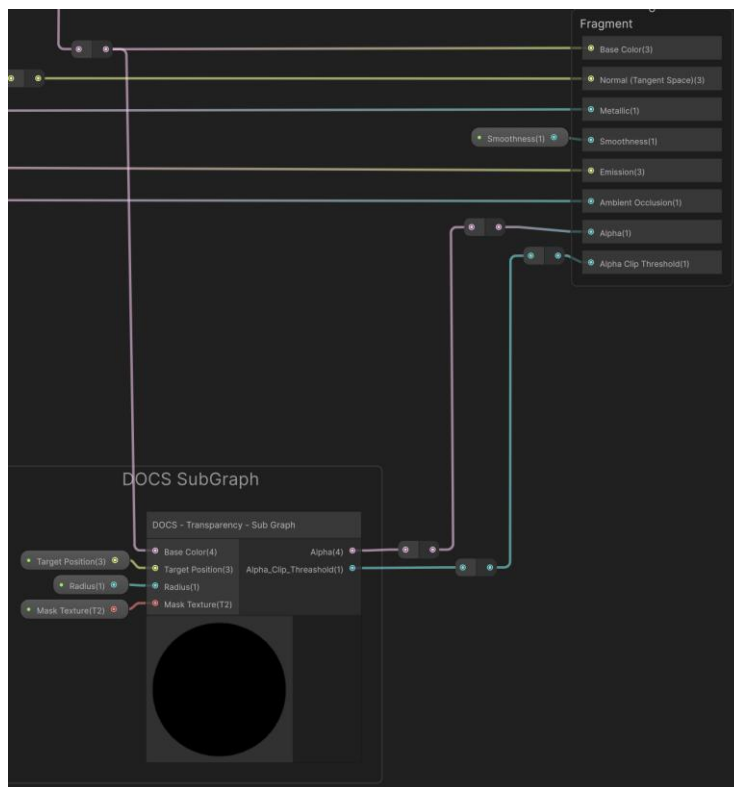 Fragment
Base Color(3)
Normal (Tangent Space)(3)
Metallic(1)
Smoothness(1)
Smoothness(1)
Emission(3)
Ambient Occlusion(1)
Alpha(1)
Alpha Clip Threshold(1)
DOCS SubGraph
DOCS - Transparency - Sub Graph
Base Color(4)
Alpha(4)
Target Position(3)
Target Position(3)
Alpha_Clip_Threashold(1)
Radius(1)
Radius(1)
Mask Texture(T2)
Mask Texture(T2)